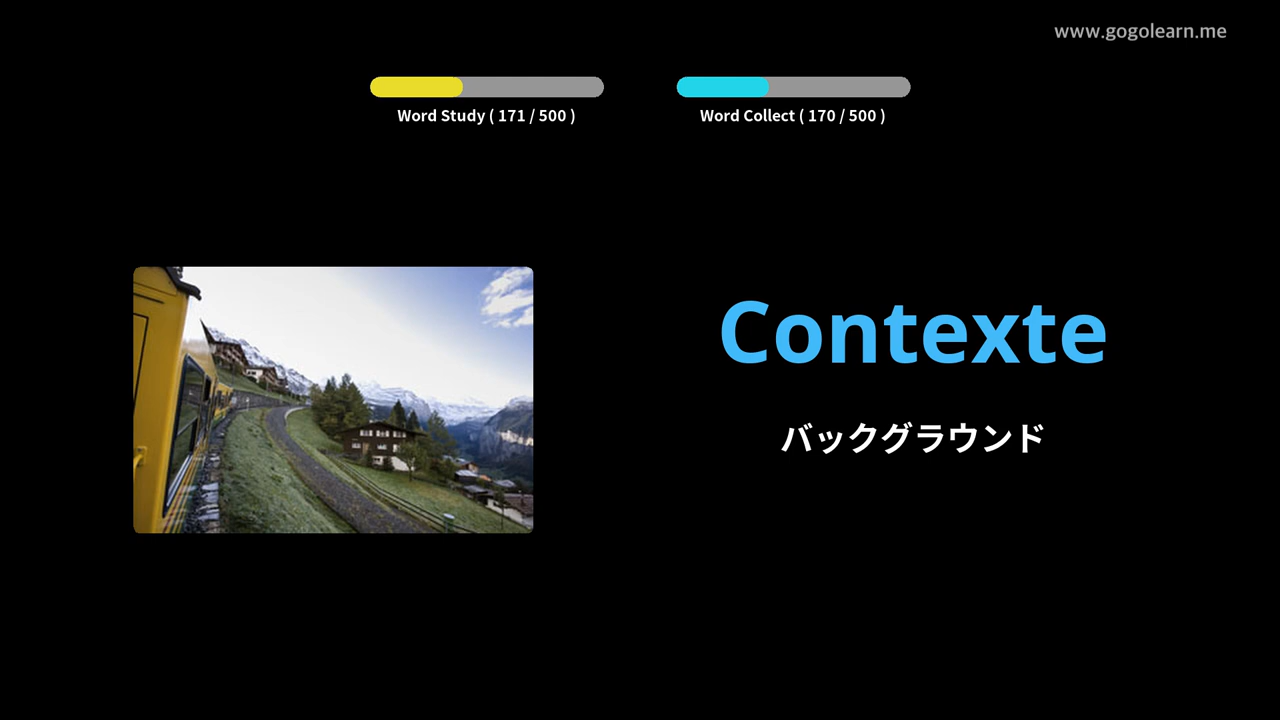 www.gogolearn.me
Word Study ( 171 / 500 )
Word Collect ( 170 / 500 )
Contexte
バックグラウンド